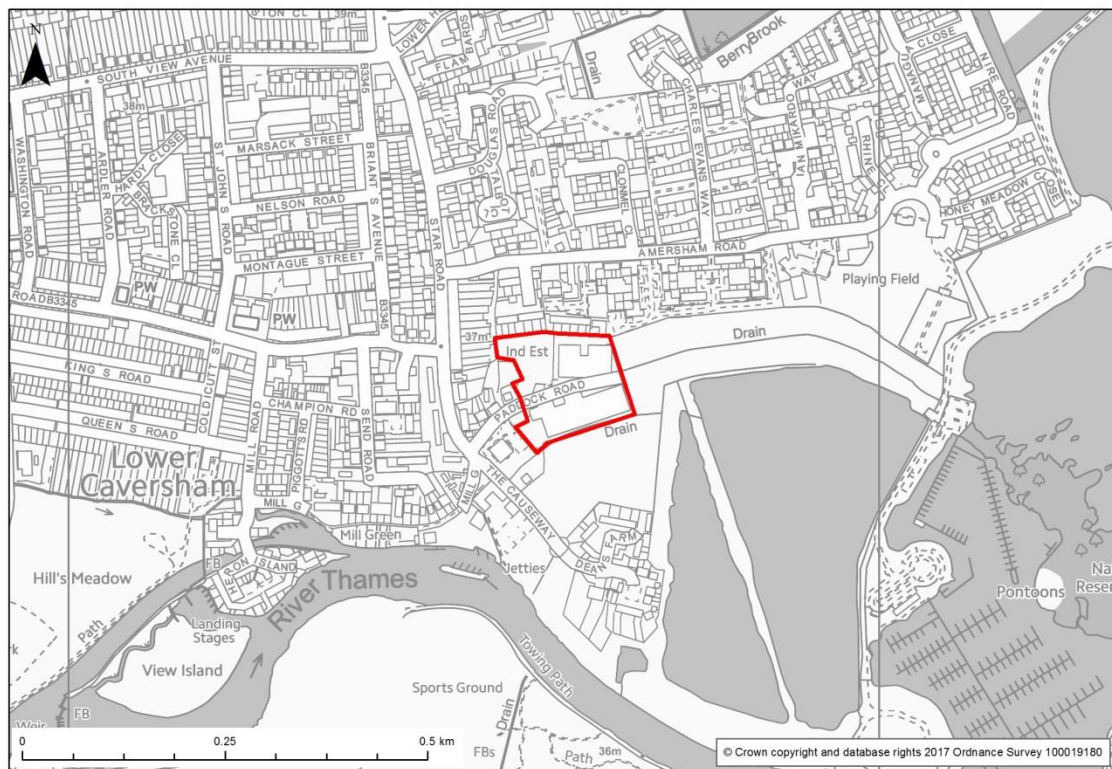 N
39m
SOUTH VIEW AVENUE
B3345
LOWER H
FLAMBARDS
Drain
BerryBrook
CLOSE
NIRE ROAD
38m
MARSACK STREET
WASHINGTON ROAD
ARDLER ROAD
HARDY CLOSE
ST JOHN S ROAD
BRIANT S AVENUE
DOUGLAS ROAD
CHARLES EVANS WAY
IAN MIKARDO WAY
RHINE
CLONMEL CL
NELSON ROAD
STAR ROAD
HONEY MEADOW CLOSE
MONTAGUE STREET
AMERSHAM ROAD
PW
PW
B3345
Playing Field
ROAD B3345
37m
Drain
Ind Est
KING S ROAD
COLDICUTT ST
PADDOCK ROAD
CHAMPION RD
QUEEN S ROAD
MILL ROAD
PIGGOTT'S RD
SEND ROAD
Drain
Lower
Caversham
MILL G
MILL G
THE CAUSEWAY
Mill Green
DEANS FARM
Hill's Meadow
FB
HERON ISLAND
River Thames
Jetties
Path
Landing
Stages
Pontoons
Nat
Reserv
View Island
Towing Path
Sports Ground
Weir
FB
Drain
FBs
Path
36m
0
0.25
0.5 km
© Crown copyright and database rights 2017 Ordnance Survey 100019180